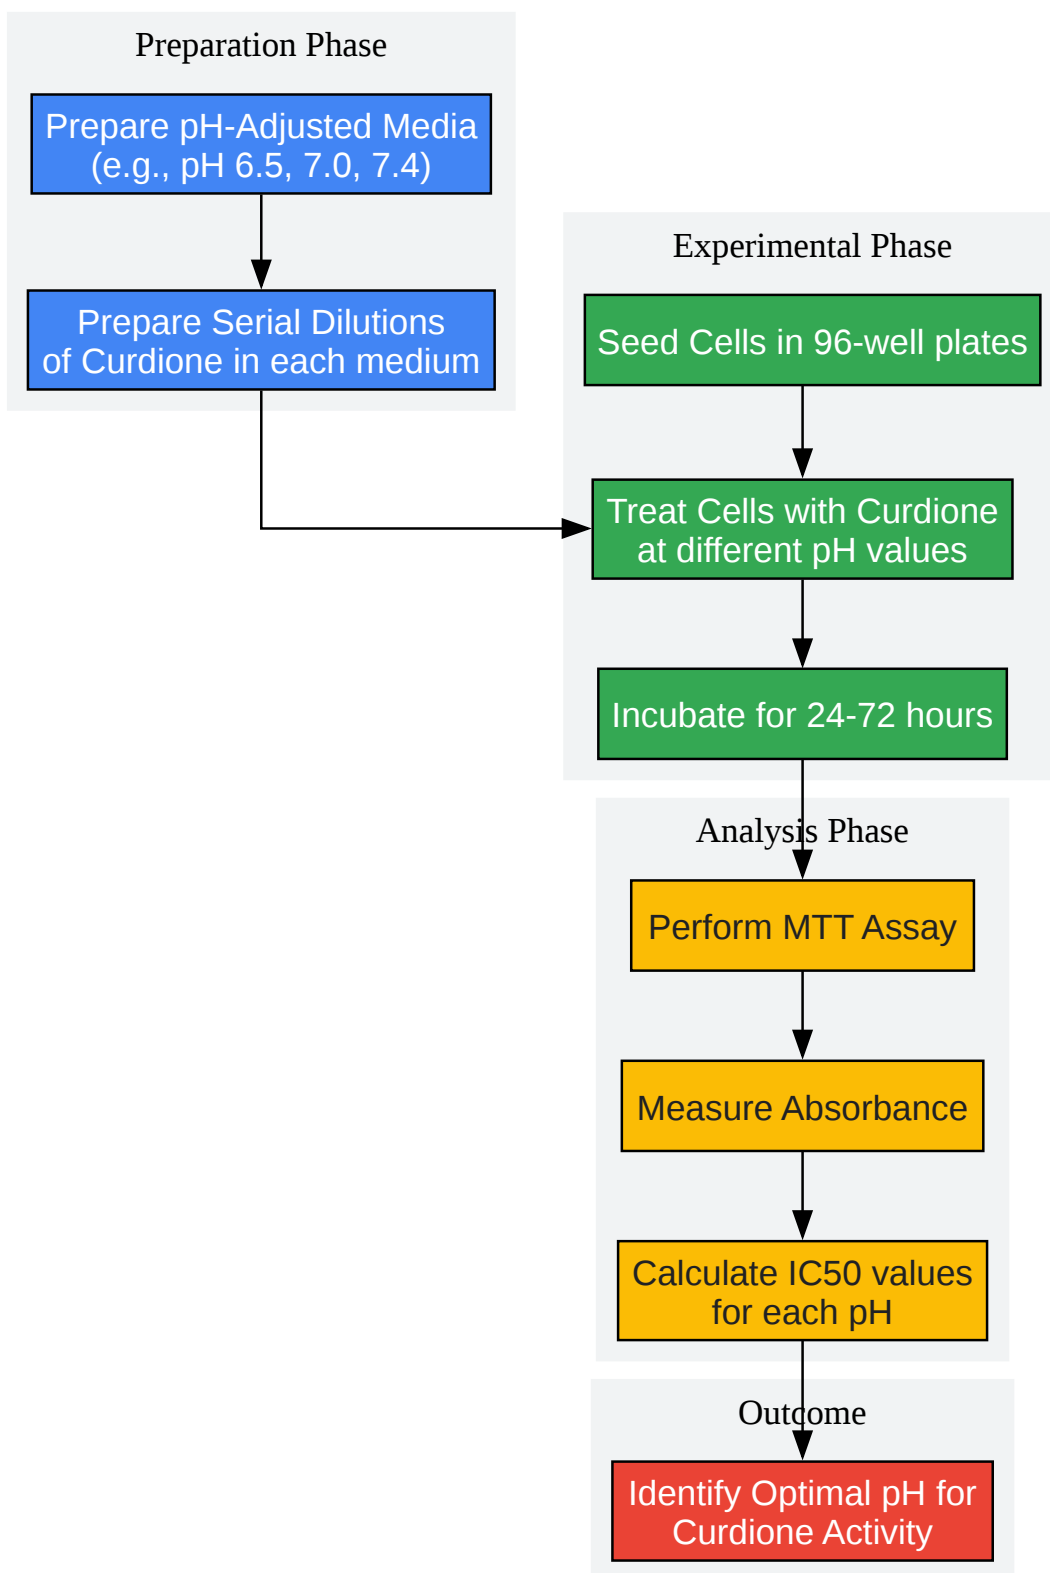 Preparation Phase
Prepare pH-Adjusted Media
(e.g., pH 6.5, 7.0, 7.4)
Prepare Serial Dilutions
of Curdione in each medium
Experimental Phase
Seed Cells in 96-well plates
Treat Cells with Curdione
at different pH values
Incubate for 24-72 hours
Analysis Phase
Perform MTT Assay
Measure Absorbance
Calculate IC50 values
for each pH
Outcome
Identify Optimal pH for
Curdione Activity